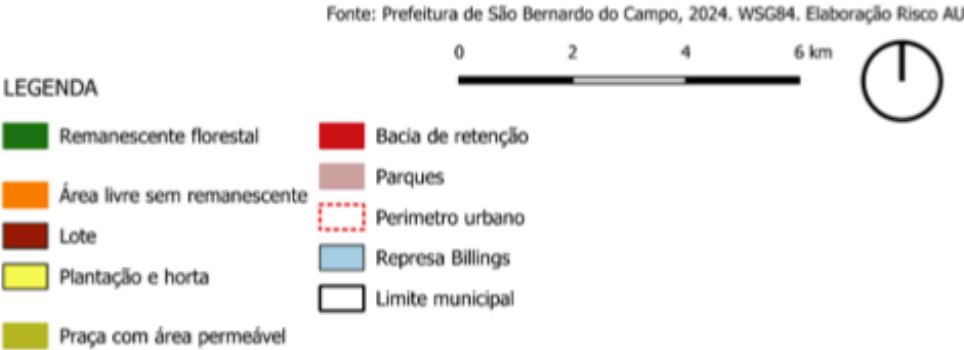 Fonte: Prefeitura de São Bernardo do Campo, 2024. WSG84. Elaboração Risco AU
0 2 4 6 km
LEGENDA
Remanescente florestal
Área livre sem remanescente
Lote
Plantação e horta
Praça com área permeável
Bacia de retenção
Parques
Perimetro urbano
Represa Billings
Limite municipal